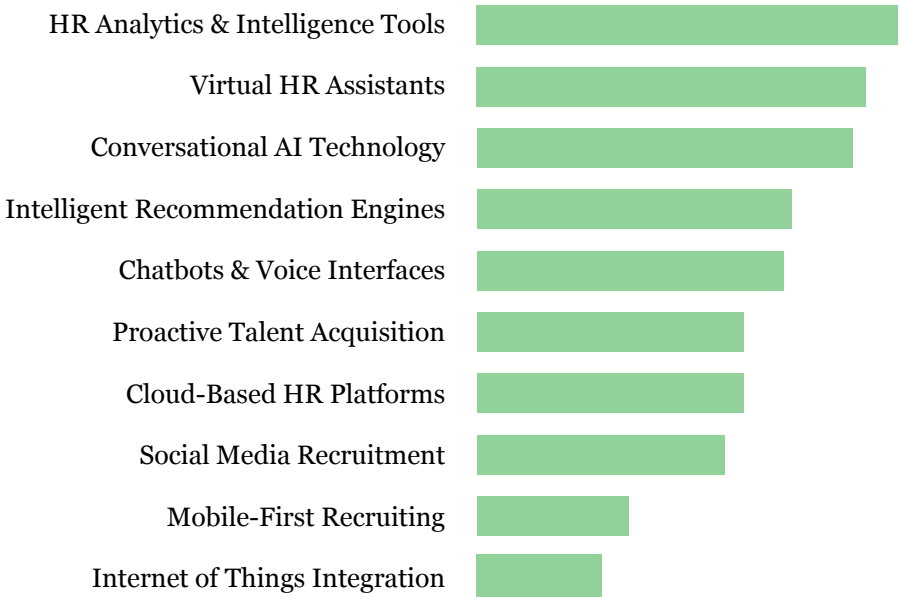 HR Analytics & Intelligence Tools
Virtual HR Assistants
Conversational AI Technology
Intelligent Recommendation Engines
Chatbots & Voice Interfaces
Proactive Talent Acquisition
Cloud-Based HR Platforms
Social Media Recruitment
Mobile-First Recruiting
Internet of Things Integration